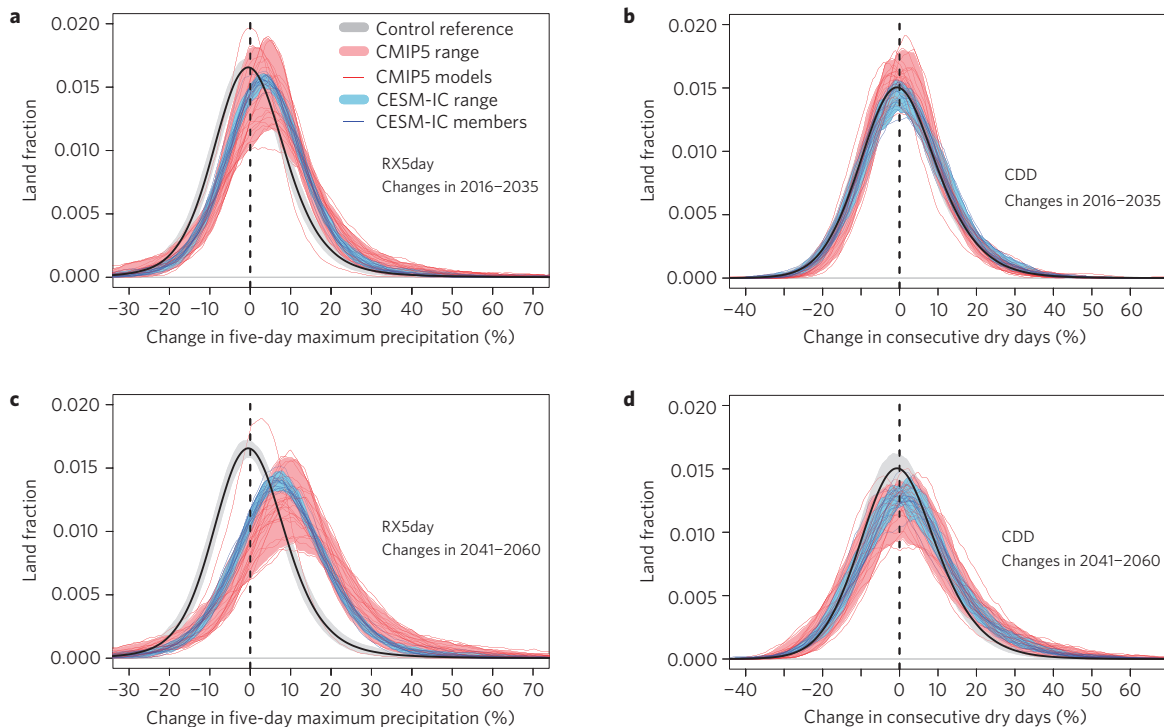 a
Land fraction
0.020
0.015
0.010
0.005
0.000
Control reference
CMIP5 range
CMIP5 models
CESM-IC range
CESM-IC members
RX5day
Changes in 2016−2035
−30 −20 −10 0 10 20 30 40 50 60 70
Change in five-day maximum precipitation (%)
b
Land fraction
0.020
0.015
0.010
0.005
0.000
CDD
Changes in 2016−2035
−40 −20 0 10 20 30 40 50 60
Change in consecutive dry days (%)
c
Land fraction
0.020
0.015
0.010
0.005
0.000
RX5day
Changes in 2041−2060
−30 −20 −10 0 10 20 30 40 50 60 70
Change in five-day maximum precipitation (%)
d
Land fraction
0.020
0.015
0.010
0.005
0.000
CDD
Changes in 2041−2060
−40 −20 0 10 20 30 40 50 60
Change in consecutive dry days (%)